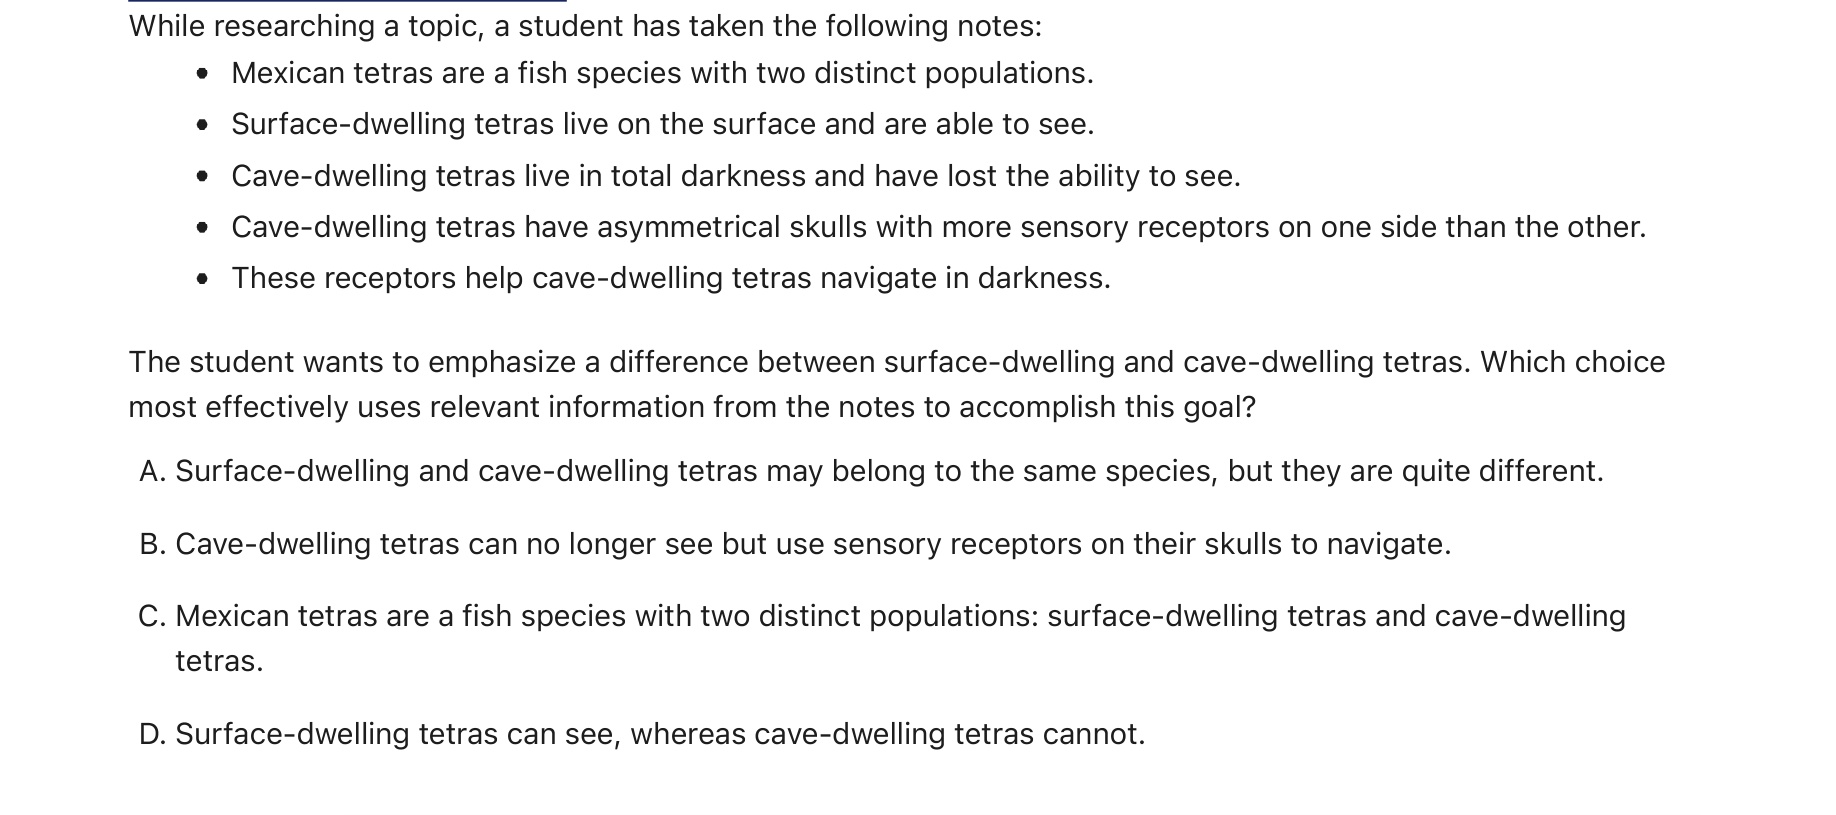 While researching a topic, a student has taken the following notes:
• Mexican tetras are a fish species with two distinct populations.
• Surface-dwelling tetras live on the surface and are able to see.
• Cave-dwelling tetras live in total darkness and have lost the ability to see.
• Cave-dwelling tetras have asymmetrical skulls with more sensory receptors on one side than the other.
• These receptors help cave-dwelling tetras navigate in darkness.
The student wants to emphasize a difference between surface-dwelling and cave-dwelling tetras. Which choice
most effectively uses relevant information from the notes to accomplish this goal?
A. Surface-dwelling and cave-dwelling tetras may belong to the same species, but they are quite different.
B. Cave-dwelling tetras can no longer see but use sensory receptors on their skulls to navigate.
C. Mexican tetras are a fish species with two distinct populations: surface-dwelling tetras and cave-dwelling
tetras.
D. Surface-dwelling tetras can see, whereas cave-dwelling tetras cannot.